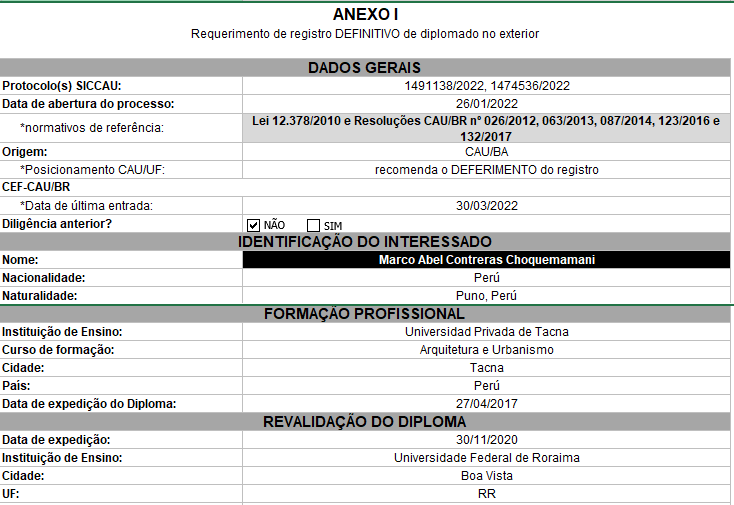 ANEXO I
Requerimento de registro DEFINITIVO de diplomado no exterior
DADOS GERAIS
Protocolo(s) SICCAU: 1491138/2022, 1474536/2022
Data de abertura do processo: 26/01/2022
*normativos de referência: Lei 12.378/2010 e Resoluções CAU/BR nº 026/2012, 063/2013, 087/2014, 123/2016 e
132/2017
Origem: CAU/BA
*Posicionamento CAU/UF: recomenda o DEFERIMENTO do registro
CEF-CAU/BR
*Data de última entrada: 30/03/2022
Diligência anterior? NÃO SIM
IDENTIFICAÇÃO DO INTERESSADO
Nome: Marco Abel Contreras Choquemamani
Nacionalidade: Perú
Naturalidade: Puno, Perú
FORMAÇÃO PROFISSIONAL
Instituição de Ensino: Universidad Privada de Tacna
Curso de formação: Arquitetura e Urbanismo
Cidade: Tacna
País: Perú
Data de expedição do Diploma: 27/04/2017
REVALIDAÇÃO DO DIPLOMA
Data de expedição: 30/11/2020
Instituição de Ensino: Universidade Federal de Roraima
Cidade: Boa Vista
UF: RR